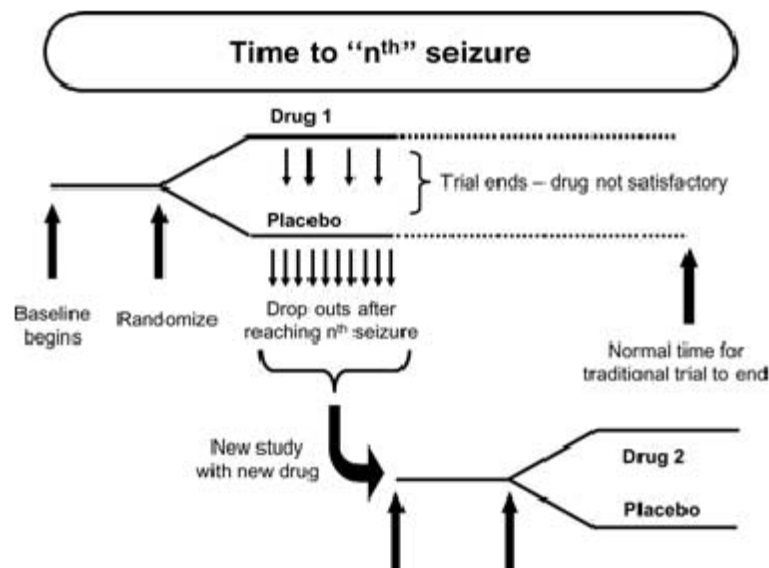 Time to “nth” seizure
Drug 1
Trial ends – drug not satisfactory
Placebo
Baseline
begins
Randomize
Drop outs after
reaching nth seizure
Normal time for
traditional trial to end
New study
with new drug
Drug 2
Placebo